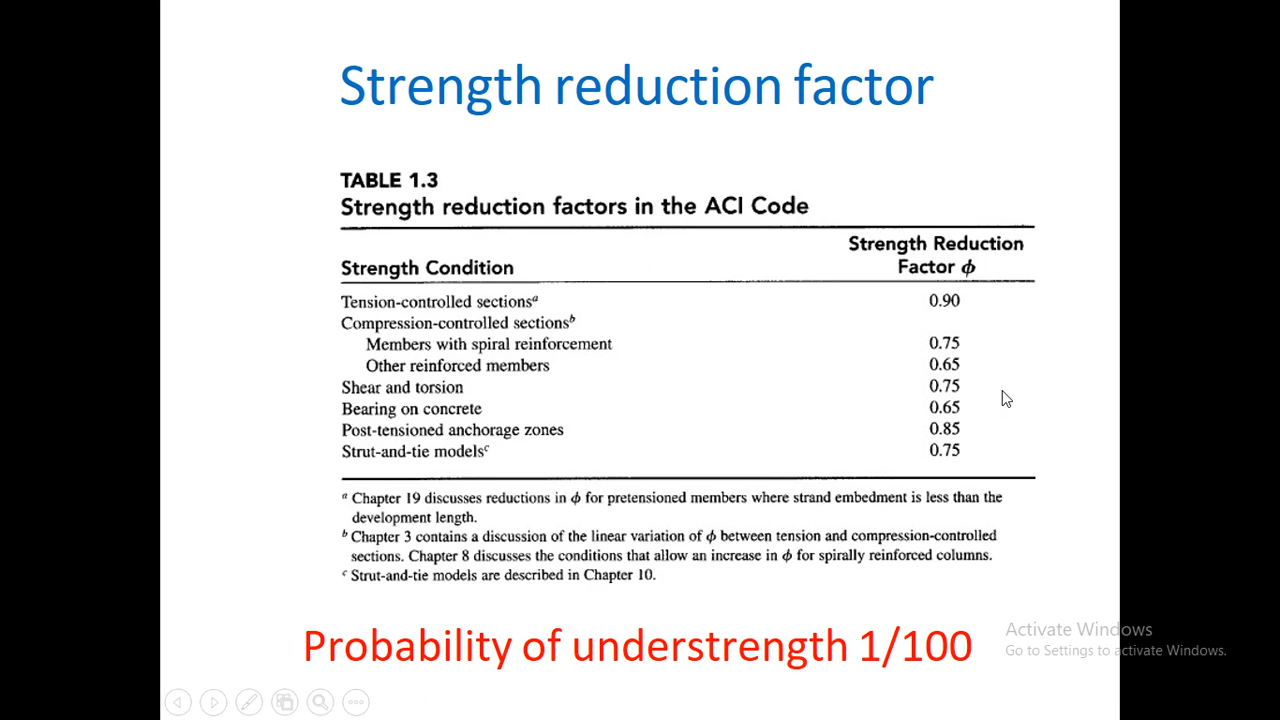 Strength reduction factor
TABLE 1.3
Strength reduction factors in the ACI Code
Strength Reduction
Strength Condition Factor ϕ
Tension-controlled sectionsᵃ 0.90
Compression-controlled sectionsᵇ
Members with spiral reinforcement 0.75
Other reinforced members 0.65
Shear and torsion 0.75
Bearing on concrete 0.65
Post-tensioned anchorage zones 0.85
Strut-and-tie modelsᶜ 0.75
ᵃ Chapter 19 discusses reductions in ϕ for pretensioned members where strand embedment is less than the
development length.
ᵇ Chapter 3 contains a discussion of the linear variation of ϕ between tension and compression-controlled
sections. Chapter 8 discusses the conditions that allow an increase in ϕ for spirally reinforced columns.
ᶜ Strut-and-tie models are described in Chapter 10.
Probability of understrength 1/100
Activate Windows
Go to Settings to activate Windows.